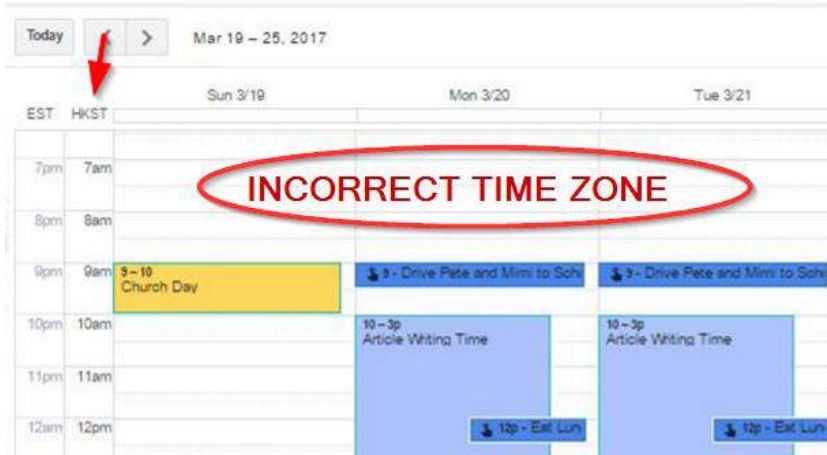 Today < > Mar 19 – 25, 2017
Sun 3/19 Mon 3/20 Tue 3/21
EST HKST
7pm 7am
INCORRECT TIME ZONE
8pm 8am
9pm 9am 9 – 10 9 - Drive Pete and Mimi to Sch 9 - Drive Pete and Mimi to Scho
Church Day
10pm 10am 10 – 3p 10 – 3p
Article Writing Time Article Writing Time
11pm 11am
12am 12pm 12p - Eat Lun 12p - Eat Lun